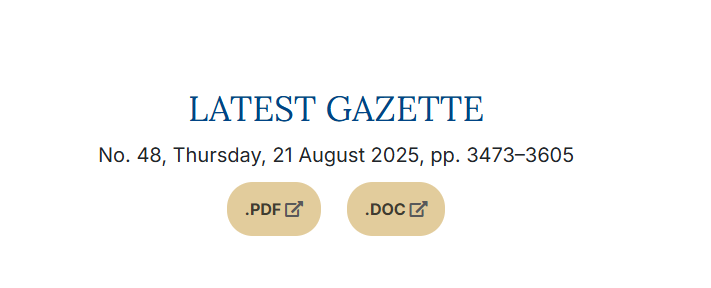 LATEST GAZETTE
No. 48, Thursday, 21 August 2025, pp. 3473–3605
.PDF
.DOC